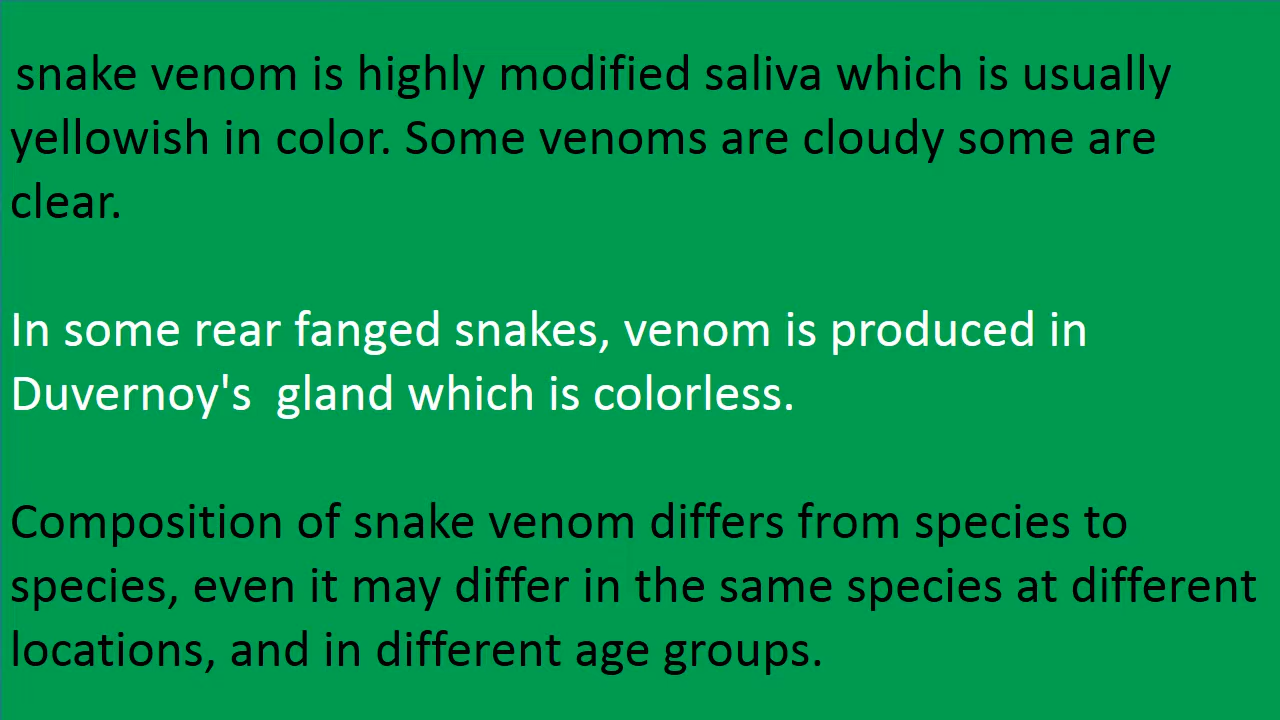 snake venom is highly modified saliva which is usually
yellowish in color. Some venoms are cloudy some are
clear.
In some rear fanged snakes, venom is produced in
Duvernoy's  gland which is colorless.
Composition of snake venom differs from species to
species, even it may differ in the same species at different
locations, and in different age groups.